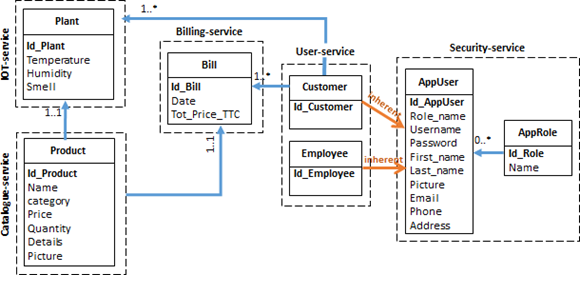 IOT-service
Plant
Id_Plant
Temperature
Humidity
Smell
1..*
1..1
Catalogue-service
Product
Id_Product
Name
category
Price
Quantity
Details
Picture
Billing-service
Bill
Id_Bill
Date
Tot_Price_TTC
1..*
1..1
User-service
Customer
Id_Customer
Employee
Id_Employee
inherent
inherent
Security-service
AppUser
Id_AppUser
Role_name
Username
Password
First_name
Last_name
Picture
Email
Phone
Address
0..*
AppRole
Id_Role
Name